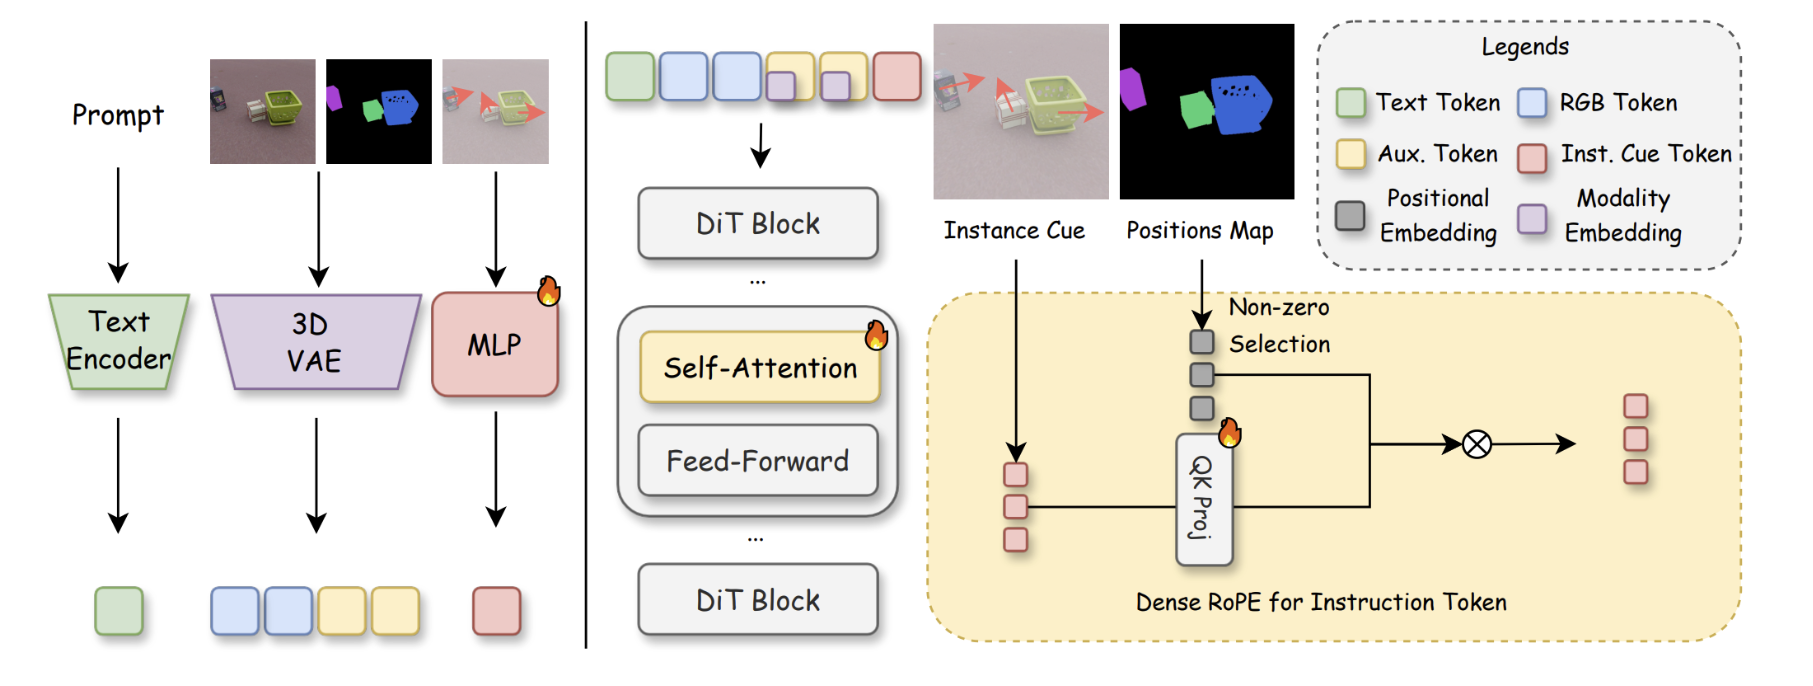 Prompt
Text
Encoder
3D
VAE
MLP
DiT Block
...
Self-Attention
Feed-Forward
...
DiT Block
Instance Cue
Positions Map
Legends
Text Token
RGB Token
Aux. Token
Inst. Cue Token
Positional
Embedding
Modality
Embedding
Non-zero
Selection
QK Proj
Dense RoPE for Instruction Token